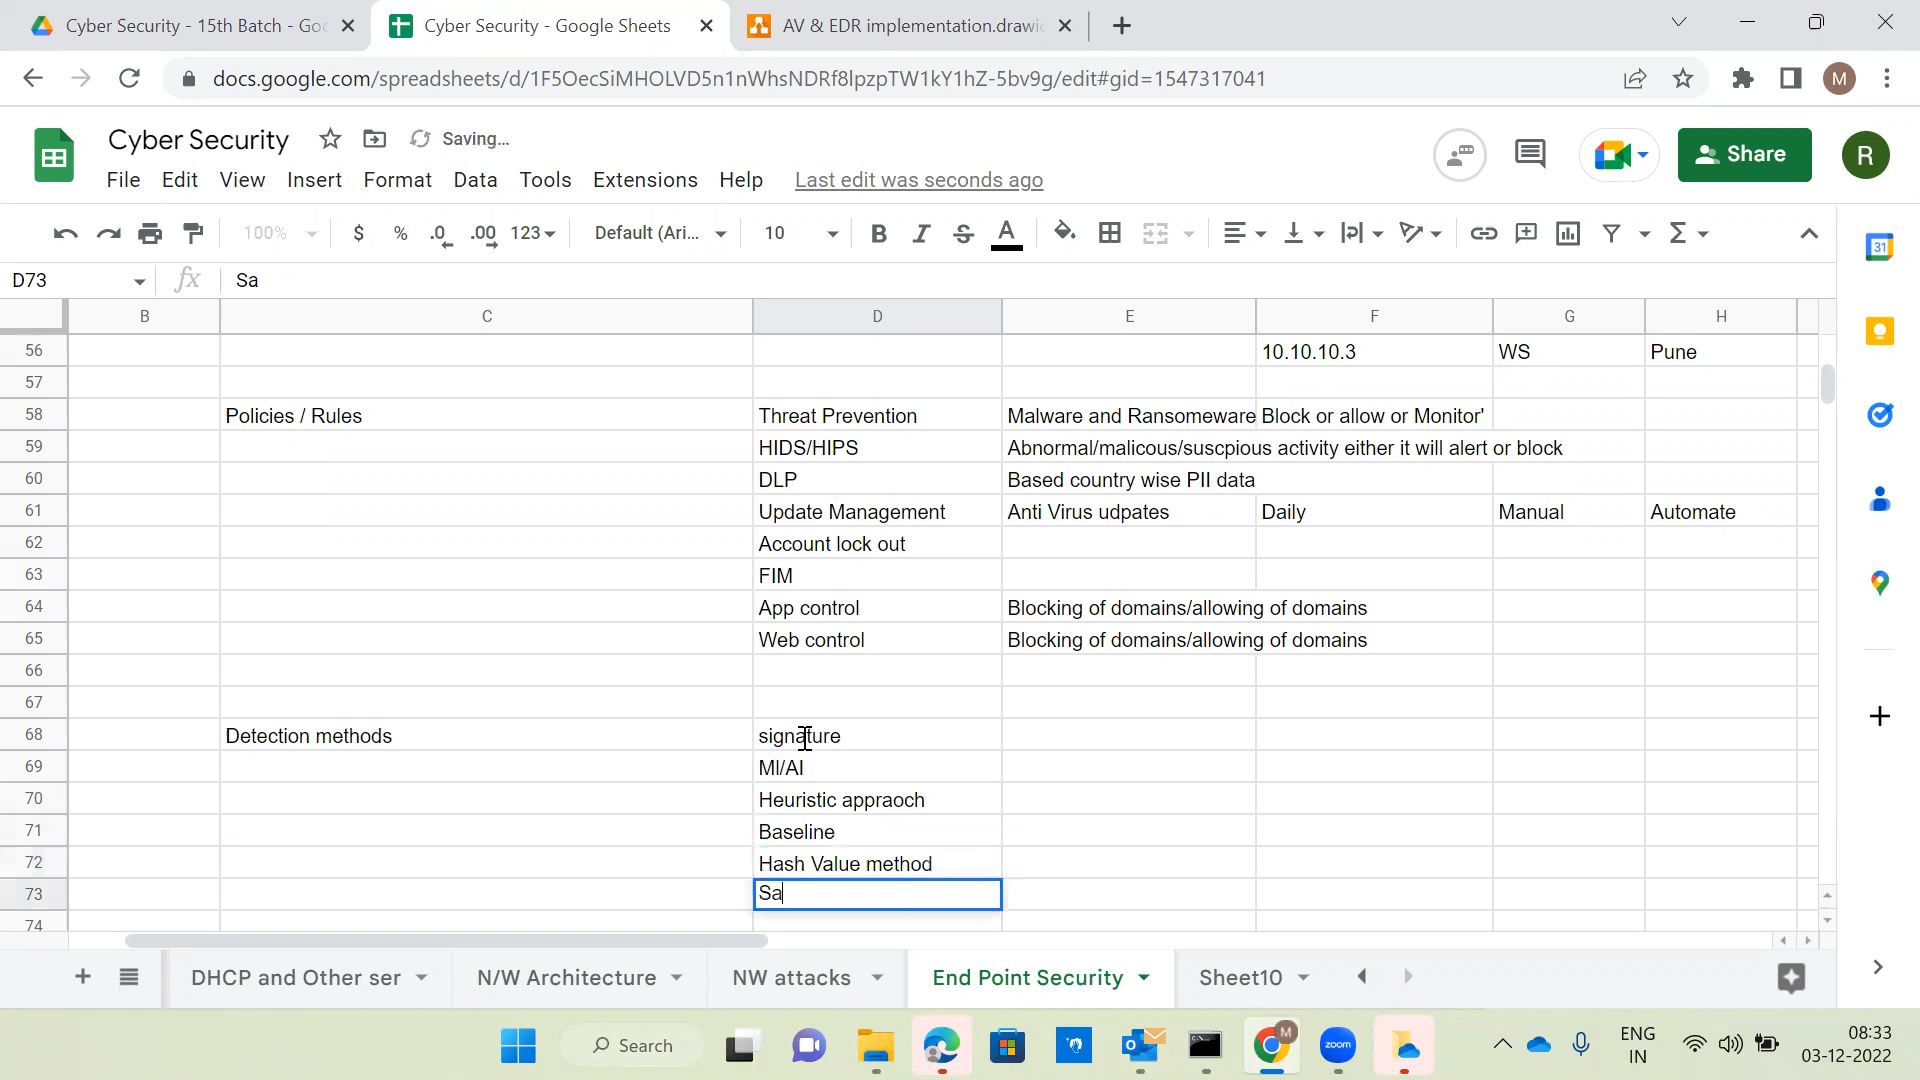 Cyber Security - 15th Batch - Goo
Cyber Security - Google Sheets
AV & EDR implementation.drawio
docs.google.com/spreadsheets/d/1F5OecSiMHOLVD5n1nWhsNDRf8lpzpTW1kY1hZ-5bv9g/edit#gid=1547317041
M
Cyber Security
Saving...
Share
R
File Edit View Insert Format Data Tools Extensions Help Last edit was seconds ago
100% $ % .0 .00 123 Default (Ari... 10 B I S A
31
D73 fx Sa
B C D E F G H
56 10.10.10.3 WS Pune
57
58 Policies / Rules Threat Prevention Malware and Ransomeware Block or allow or Monitor'
59 HIDS/HIPS Abnormal/malicous/suscpious activity either it will alert or block
60 DLP Based country wise PII data
61 Update Management Anti Virus udpates Daily Manual Automate
62 Account lock out
63 FIM
64 App control Blocking of domains/allowing of domains
65 Web control Blocking of domains/allowing of domains
66
67
68 Detection methods signature
69 Ml/AI
70 Heuristic appraoch
71 Baseline
72 Hash Value method
73 Sa
74
DHCP and Other ser N/W Architecture NW attacks End Point Security Sheet10
Search M zoom
ENG
IN
08:33
03-12-2022